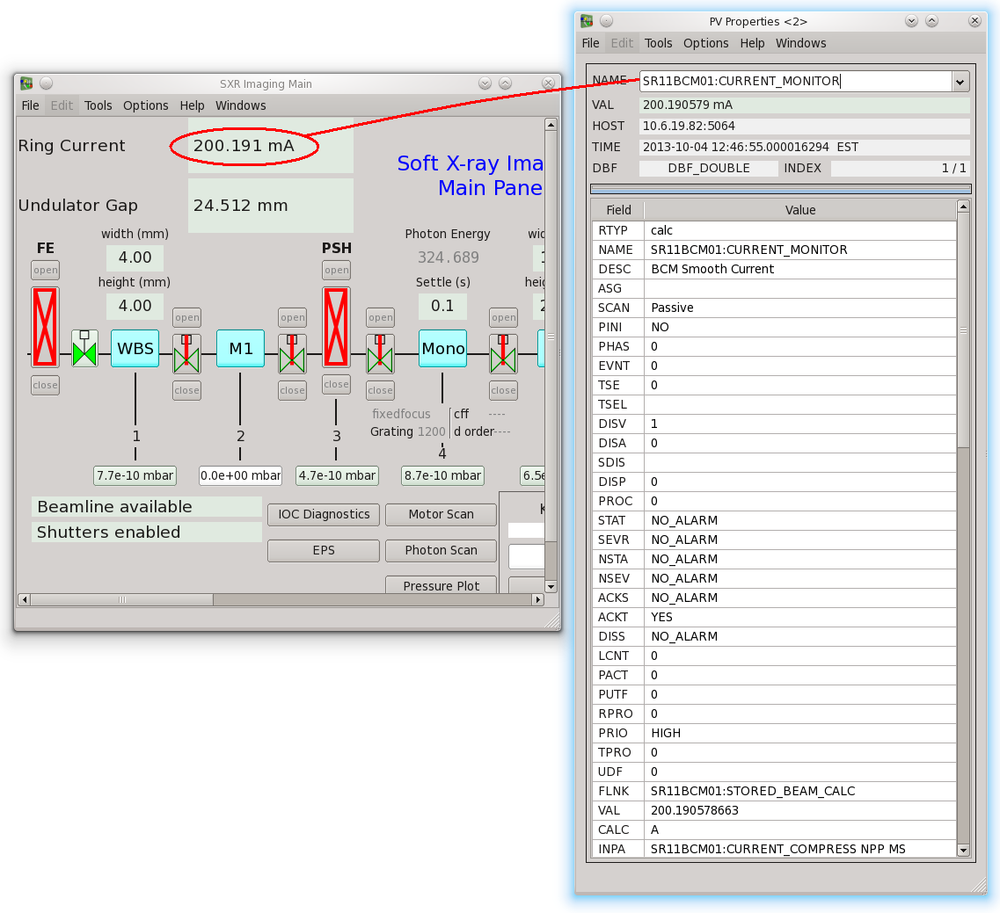 SXR Imaging Main
File Edit Tools Options Help Windows
Ring Current 200.191 mA
Soft X-ray Ima
Main Pane
Undulator Gap 24.512 mm
width (mm) Photon Energy
FE 4.00 PSH 324.689
open open
height (mm) Settle (s)
4.00 0.1
open open open open
WBS M1 Mono
close close close close close close
fixedfocus cff ----
Grating 1200 d order ----
1 2 3 4
7.7e-10 mbar 0.0e+00 mbar 4.7e-10 mbar 8.7e-10 mbar 6.5e
Beamline available
Shutters enabled
IOC Diagnostics Motor Scan
EPS Photon Scan
Pressure Plot
PV Properties <2>
File Edit Tools Options Help Windows
NAME SR11BCM01:CURRENT_MONITOR
VAL 200.190579 mA
HOST 10.6.19.82:5064
TIME 2013-10-04 12:46:55.000016294 EST
DBF DBF_DOUBLE INDEX 1 / 1
Field Value
RTYP calc
NAME SR11BCM01:CURRENT_MONITOR
DESC BCM Smooth Current
ASG
SCAN Passive
PINI NO
PHAS 0
EVNT 0
TSE 0
TSEL
DISV 1
DISA 0
SDIS
DISP 0
PROC 0
STAT NO_ALARM
SEVR NO_ALARM
NSTA NO_ALARM
NSEV NO_ALARM
ACKS NO_ALARM
ACKT YES
DISS NO_ALARM
LCNT 0
PACT 0
PUTF 0
RPRO 0
PRIO HIGH
TPRO 0
UDF 0
FLNK SR11BCM01:STORED_BEAM_CALC
VAL 200.190578663
CALC A
INPA SR11BCM01:CURRENT_COMPRESS NPP MS